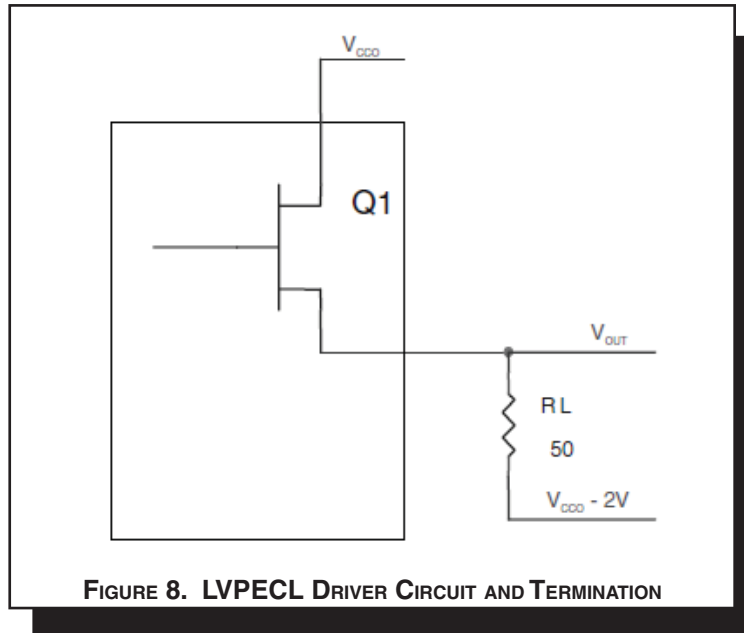 VCCO
Q1
VOUT
RL
50
VCCO - 2V
FIGURE 8. LVPECL DRIVER CIRCUIT AND TERMINATION